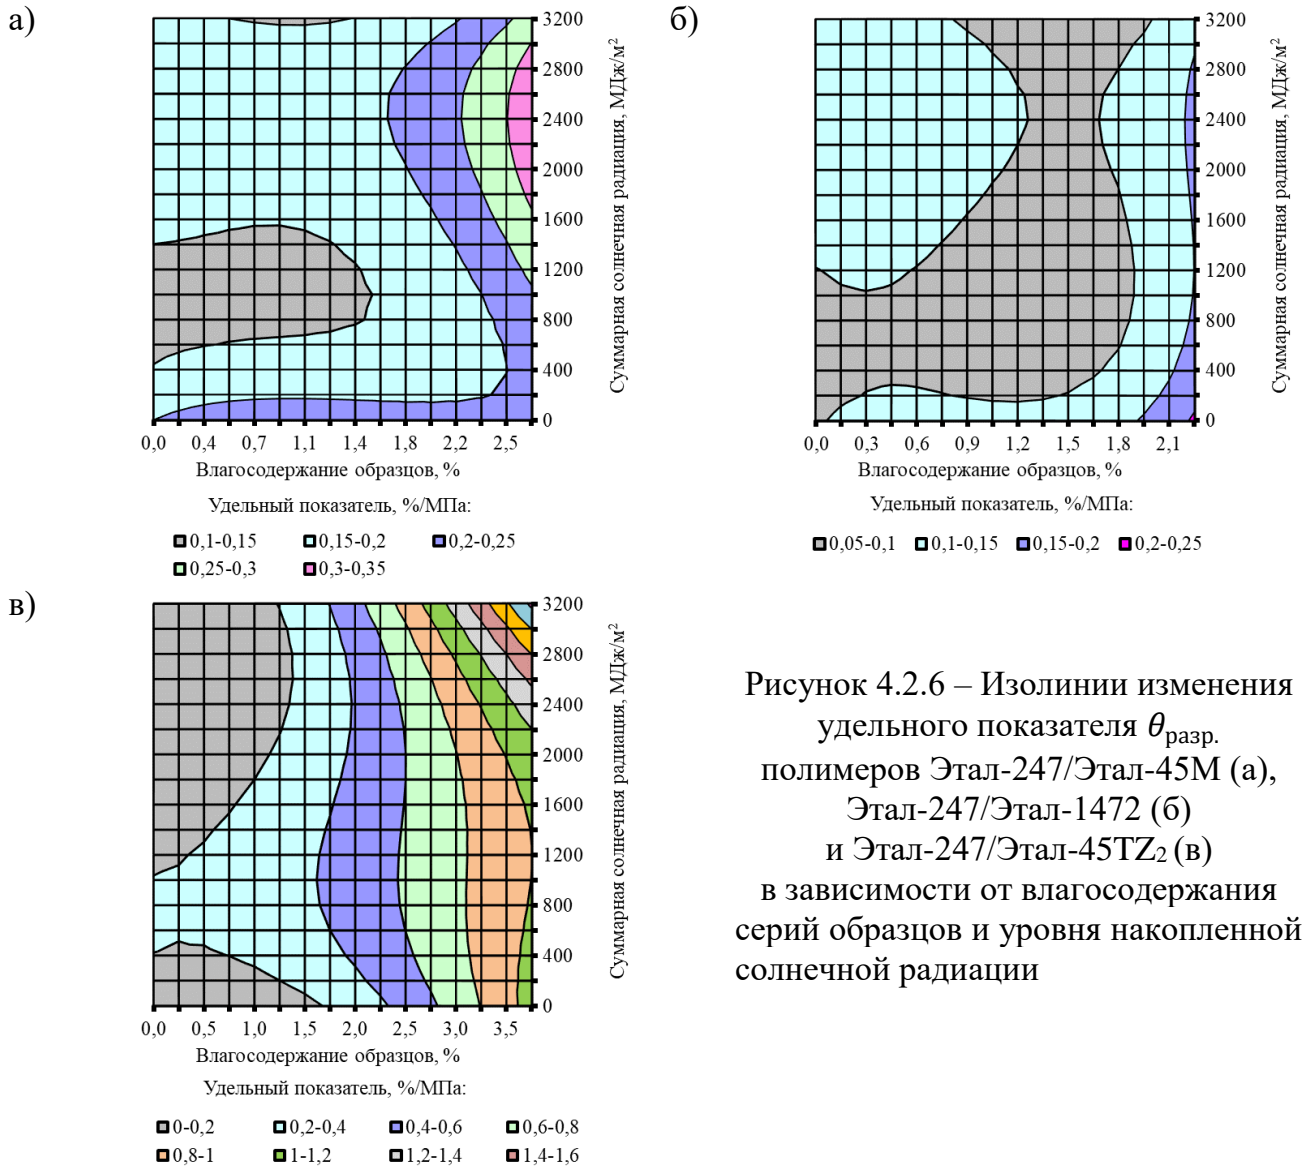 а)
3200
2800
2400
2000
1600
1200
800
400
0
Суммарная солнечная радиация, МДж/м²
0,0 0,4 0,7 1,1 1,4 1,8 2,2 2,5
Влагосодержание образцов, %
Удельный показатель, %/МПа:
0,1-0,15 0,15-0,2 0,2-0,25
0,25-0,3 0,3-0,35
б)
3200
2800
2400
2000
1600
1200
800
400
0
Суммарная солнечная радиация, МДж/м²
0,0 0,3 0,6 0,9 1,2 1,5 1,8 2,1
Влагосодержание образцов, %
Удельный показатель, %/МПа:
0,05-0,1 0,1-0,15 0,15-0,2 0,2-0,25
в)
3200
2800
2400
2000
1600
1200
800
400
0
Суммарная солнечная радиация, МДж/м²
0,0 0,5 1,0 1,5 2,0 2,5 3,0 3,5
Влагосодержание образцов, %
Удельный показатель, %/МПа:
0-0,2 0,2-0,4 0,4-0,6 0,6-0,8
0,8-1 1-1,2 1,2-1,4 1,4-1,6
Рисунок 4.2.6 – Изолинии изменения
удельного показателя θразр.
полимеров Этал-247/Этал-45М (а),
Этал-247/Этал-1472 (б)
и Этал-247/Этал-45TZ₂ (в)
в зависимости от влагосодержания
серий образцов и уровня накопленной
солнечной радиации